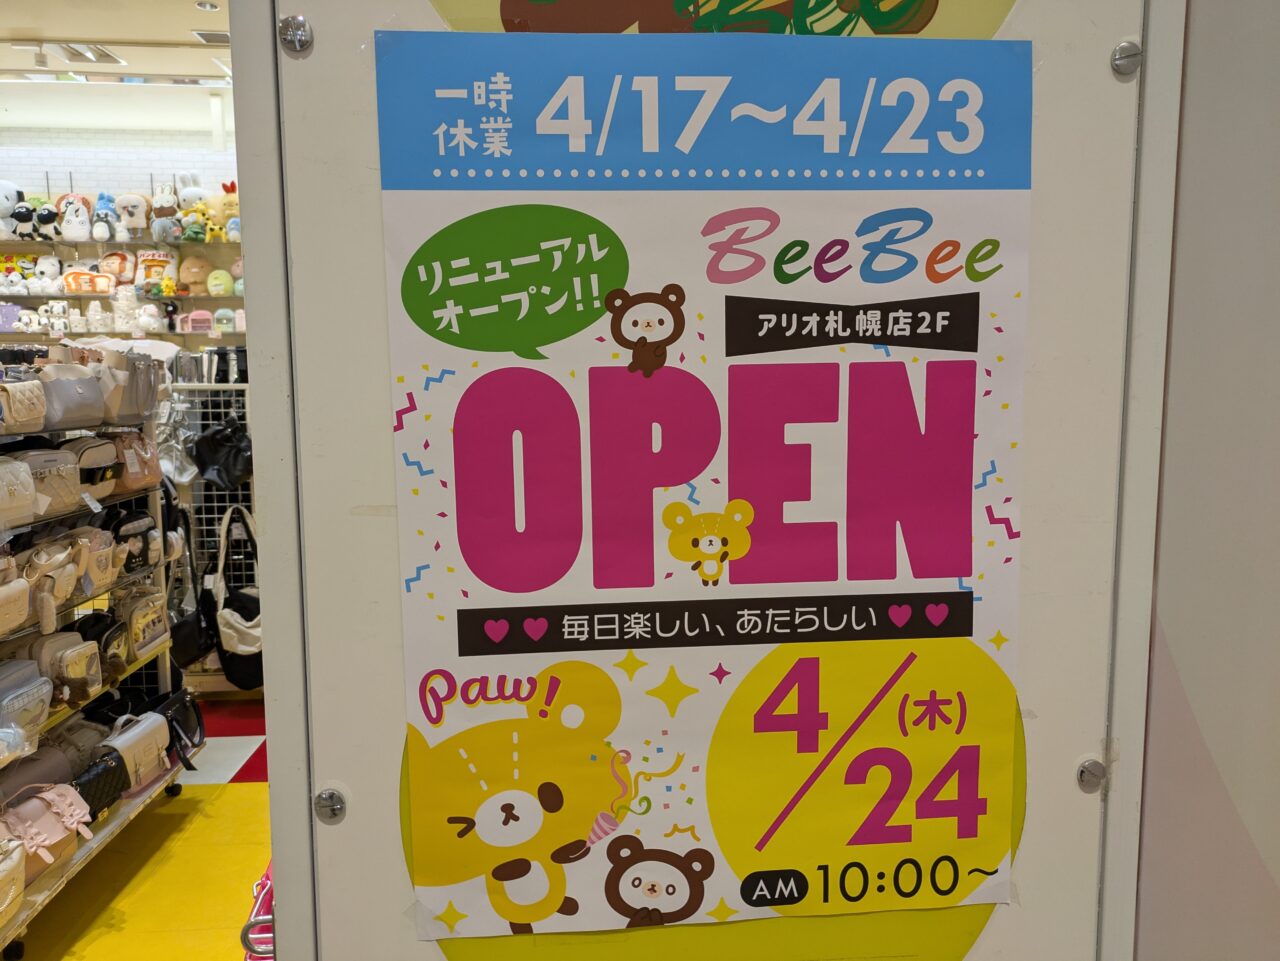 一時休業 4/17～4/23
リニューアル
オープン!!
BeeBee
アリオ札幌店2F
OPEN
毎日楽しい、あたらしい
Paw!
4/24(木)
AM 10:00～